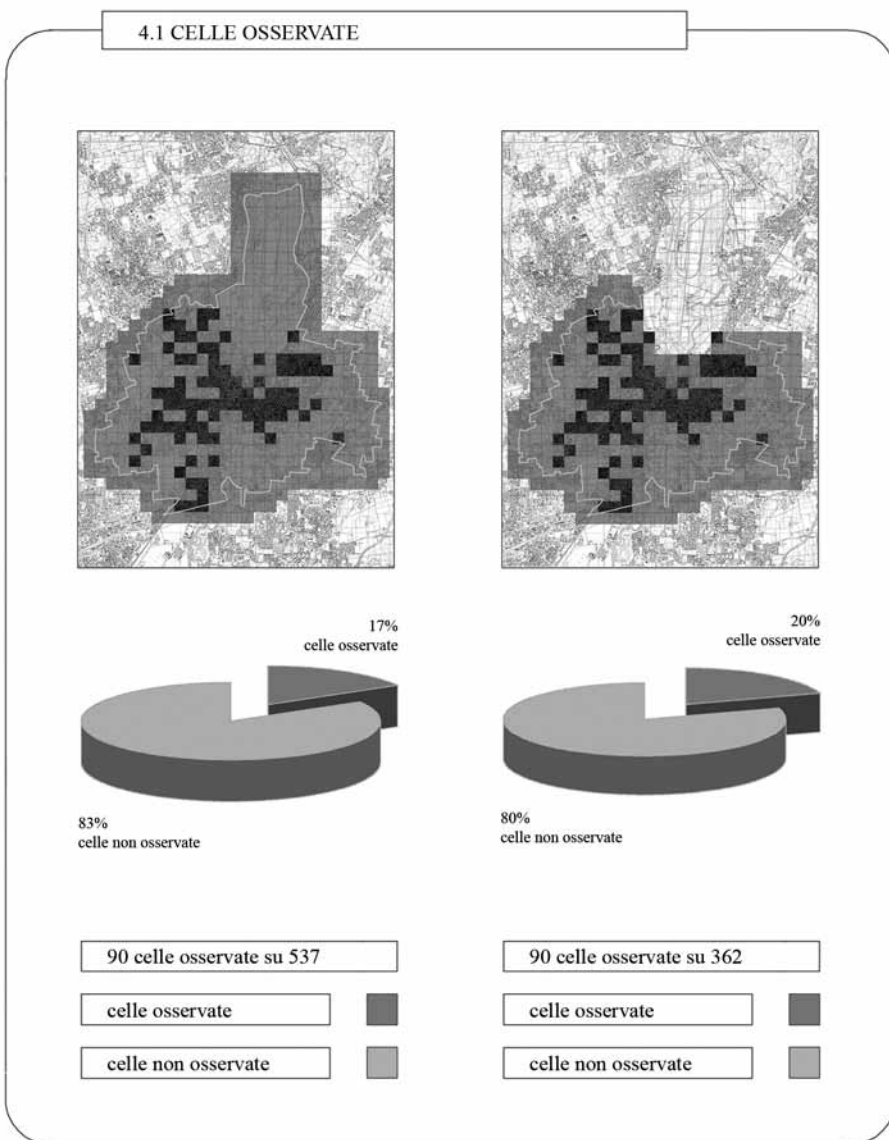 4.1 CELLE OSSERVATE
17%
celle osservate
83%
celle non osservate
20%
celle osservate
80%
celle non osservate
90 celle osservate su 537
celle osservate
celle non osservate
90 celle osservate su 362
celle osservate
celle non osservate